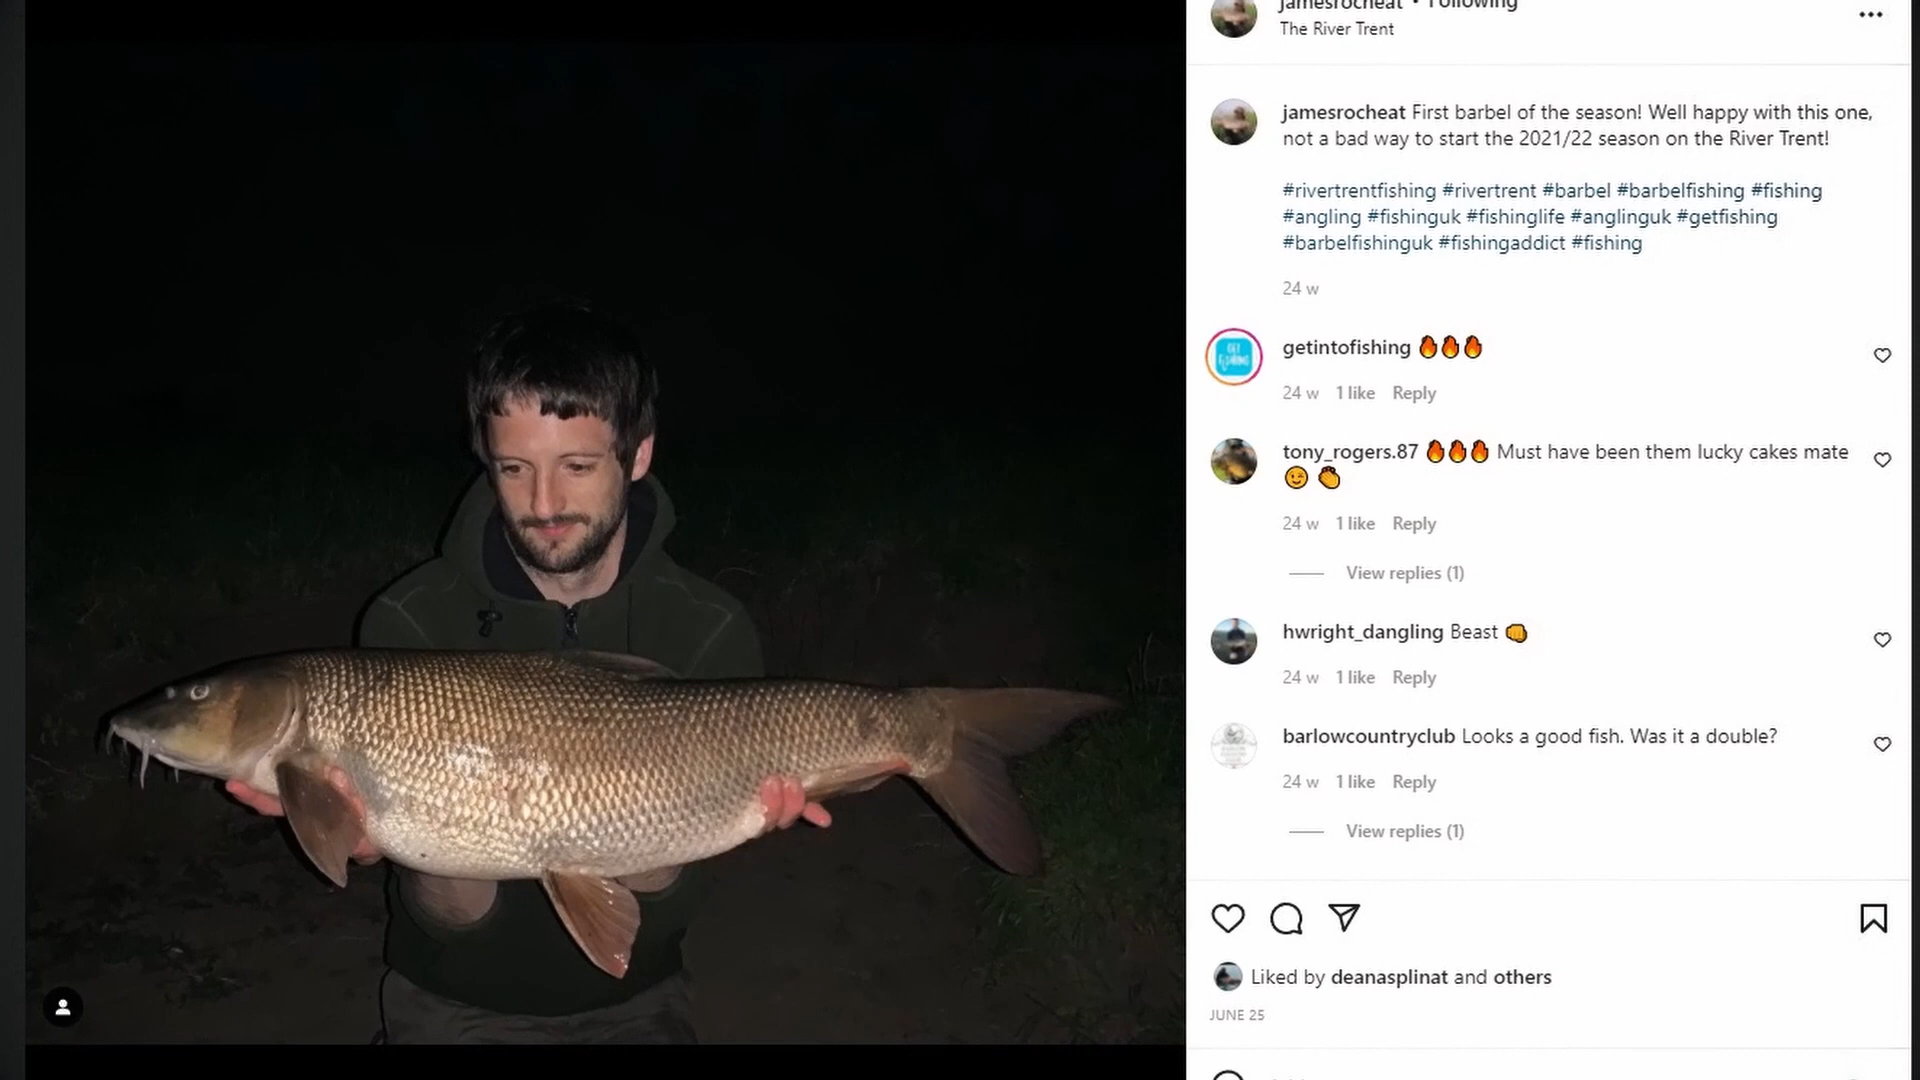 jamesrocheat • Following
The River Trent
jamesrocheat First barbel of the season! Well happy with this one,
not a bad way to start the 2021/22 season on the River Trent!
#rivertrentfishing #rivertrent #barbel #barbelfishing #fishing
#angling #fishinguk #fishinglife #anglinguk #getfishing
#barbelfishinguk #fishingaddict #fishing
24 w
GET
FISHING
getintofishing 🔥🔥🔥
24 w 1 like Reply
tony_rogers.87 🔥🔥🔥 Must have been them lucky cakes mate
😉 👏
24 w 1 like Reply
View replies (1)
hwright_dangling Beast 👊
24 w 1 like Reply
barlowcountryclub Looks a good fish. Was it a double?
24 w 1 like Reply
View replies (1)
Liked by deanasplinat and others
JUNE 25